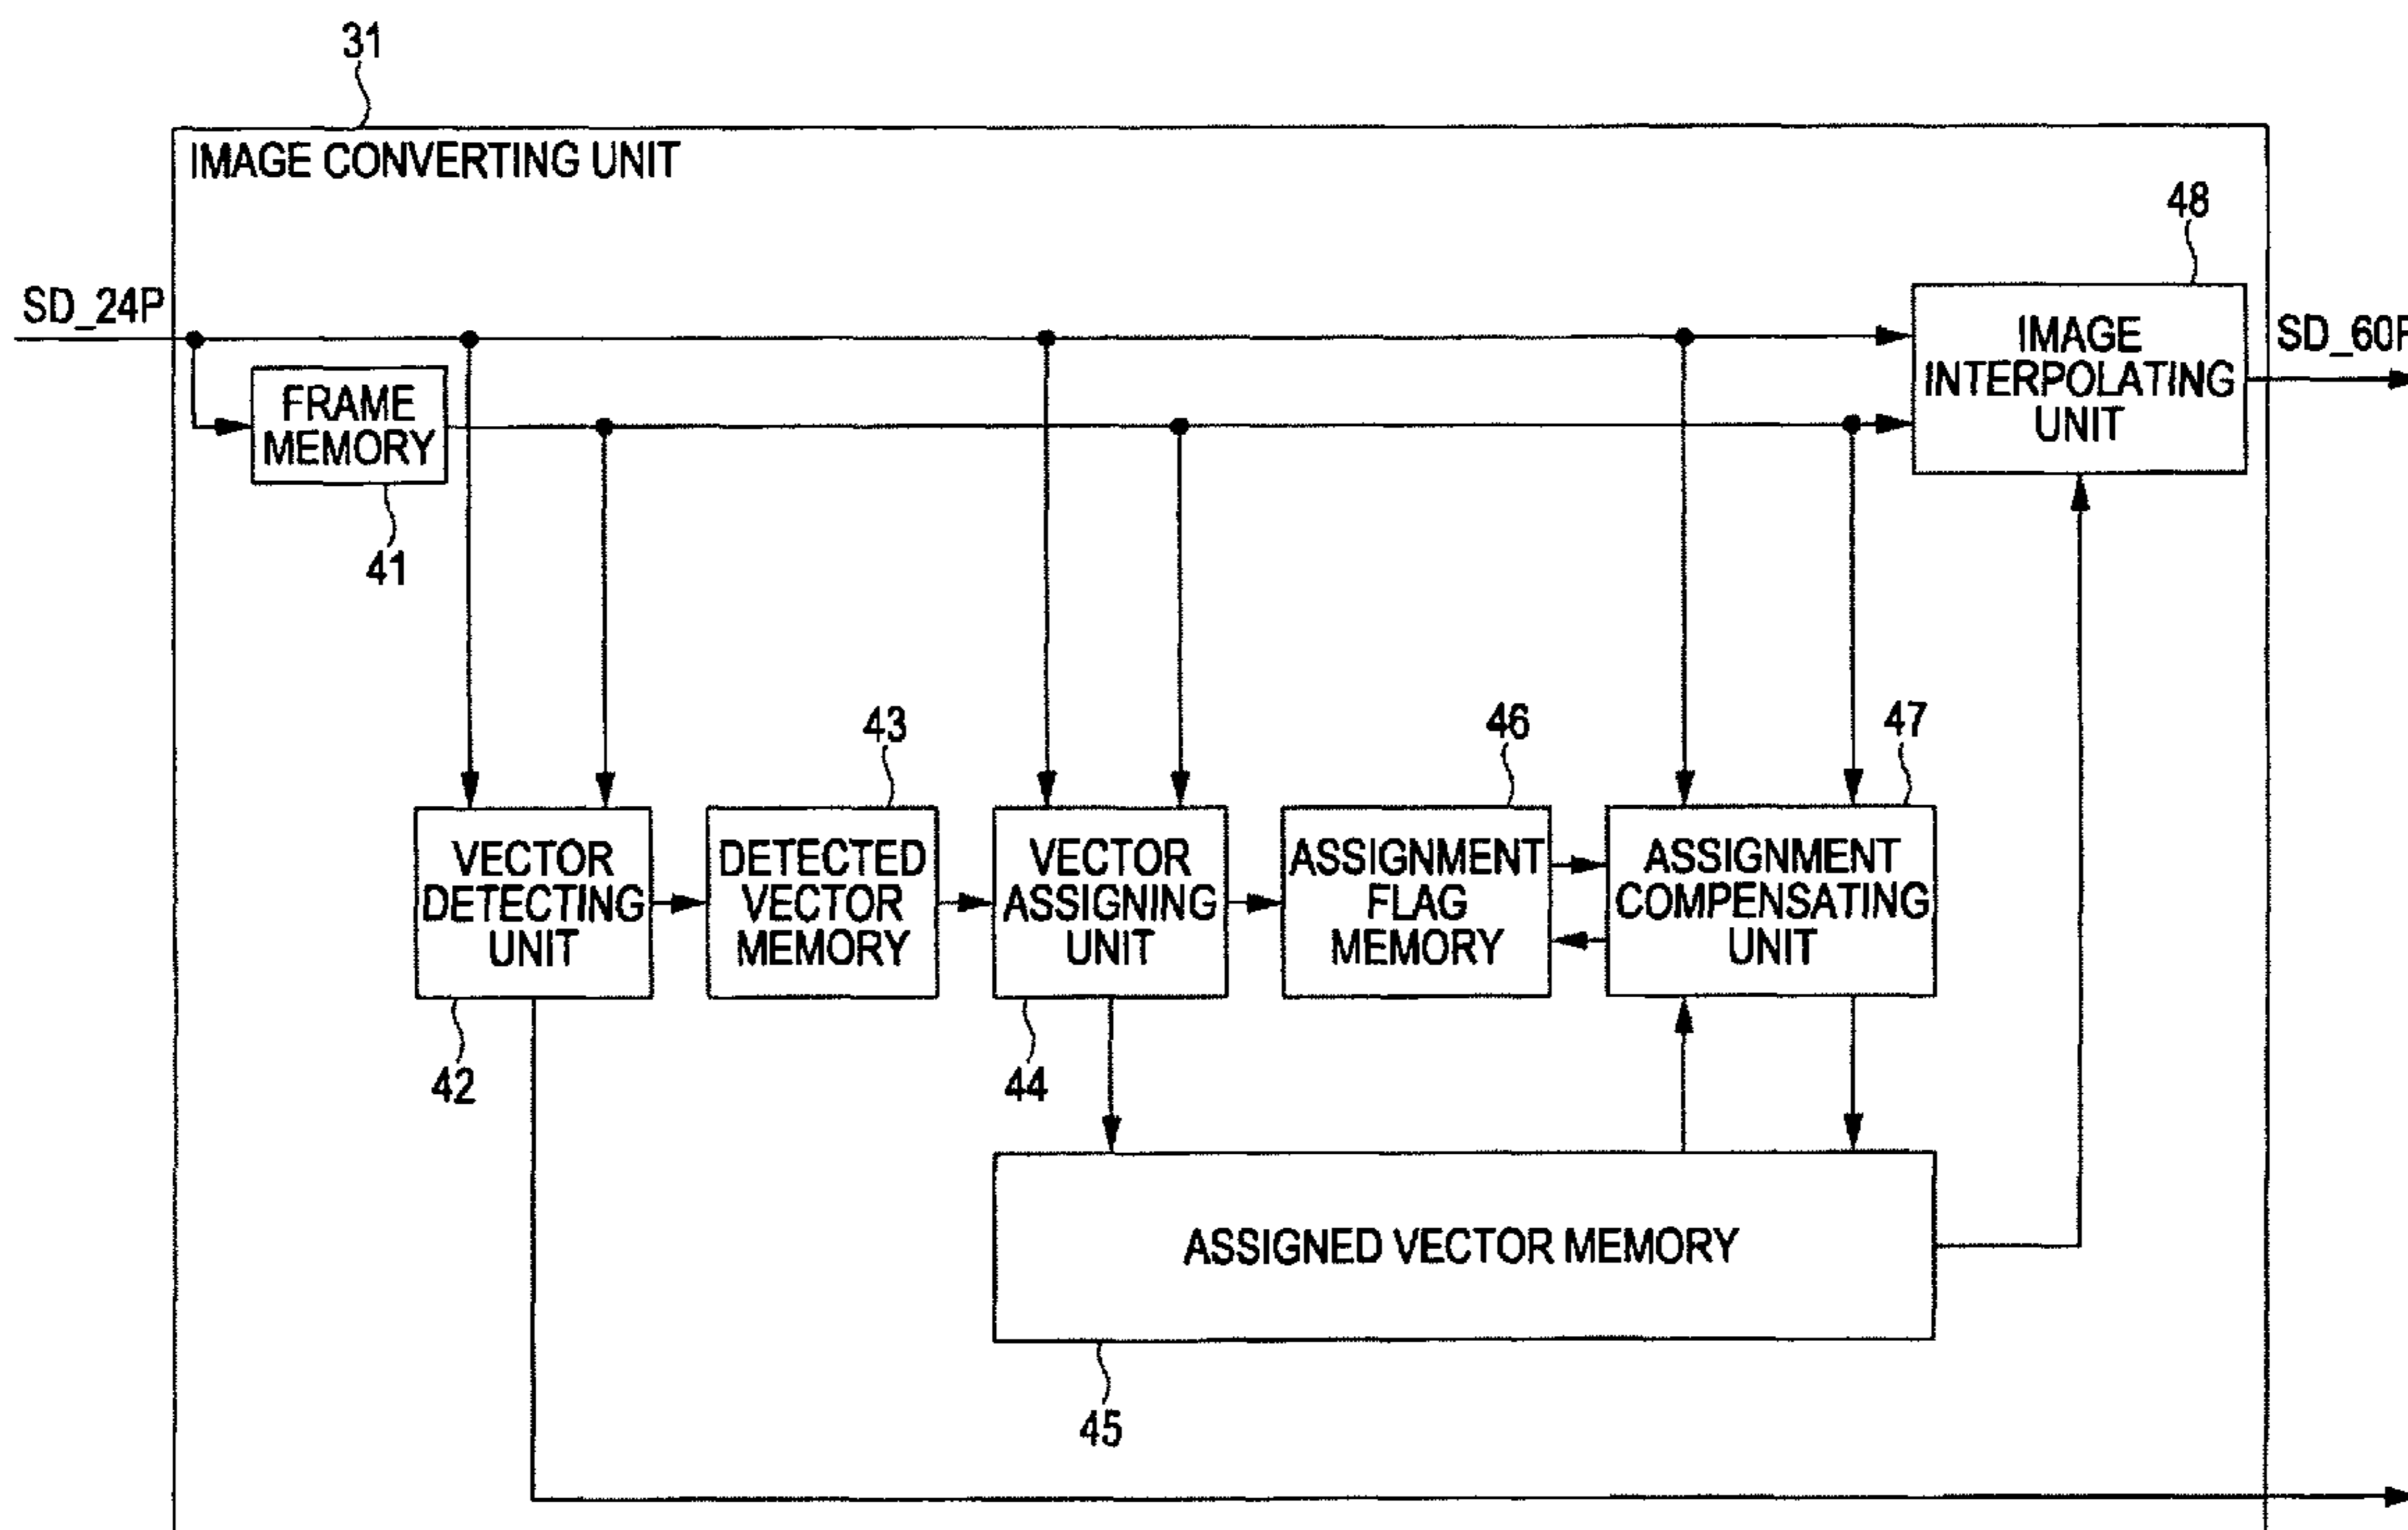 31
IMAGE CONVERTING UNIT
48
SD_24P
IMAGE
INTERPOLATING
UNIT
SD_60P
FRAME
MEMORY
41
43
46
47
VECTOR
DETECTING
UNIT
DETECTED
VECTOR
MEMORY
VECTOR
ASSIGNING
UNIT
ASSIGNMENT
FLAG
MEMORY
ASSIGNMENT
COMPENSATING
UNIT
42
44
ASSIGNED VECTOR MEMORY
45